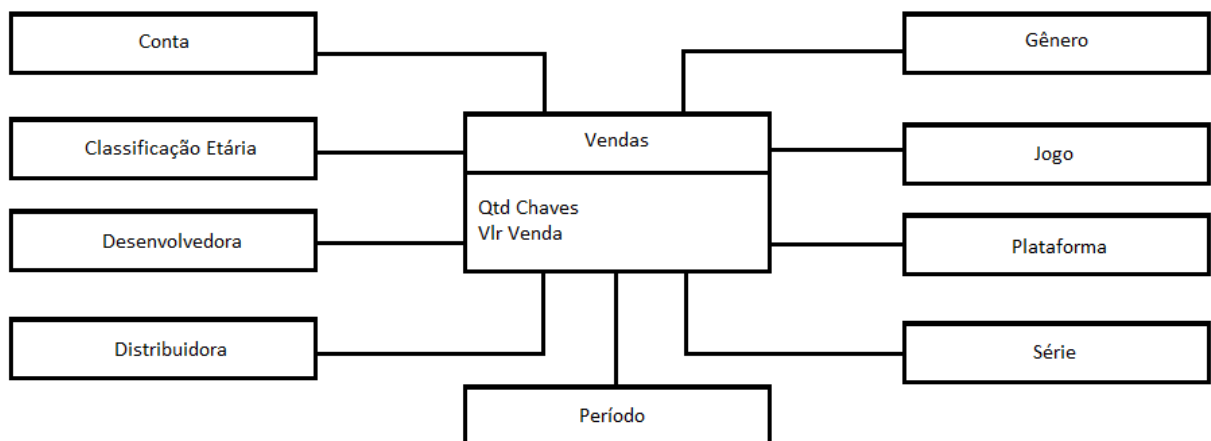 Conta
Gênero
Vendas
Classificação Etária
Jogo
Qtd Chaves
Vlr Venda
Desenvolvedora
Plataforma
Distribuidora
Série
Período